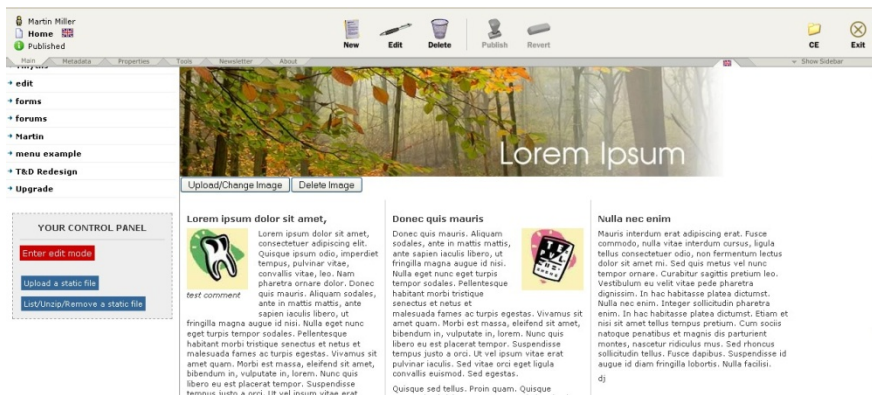 Martin Miller
Home
Published
New
Edit
Delete
Publish
Revert
CE
Exit
Main
Metadata
Properties
Tools
Newsletter
About
Show Sidebar
edit
forms
forums
Martin
menu example
T&D Redesign
Upgrade
YOUR CONTROL PANEL
Enter edit mode
Upload a static file
List/Unzip/Remove a static file
Lorem Ipsum
Upload/Change Image
Delete Image
Lorem ipsum dolor sit amet,
Lorem ipsum dolor sit amet,
consectetuer adipiscing elit.
Quisque ipsum odio, imperdiet
tempus, pulvinar vitae,
convallis vitae, leo. Nam
pharetra ornare dolor. Donec
quis mauris. Aliquam sodales,
ante in mattis mattis, ante
sapien iaculis libero, ut
test comment
fringilla magna augue id nisi. Nulla eget nunc
eget turpis tempor sodales. Pellentesque
habitant morbi tristique senectus et netus et
malesuada fames ac turpis egestas. Vivamus sit
amet quam. Morbi est massa, eleifend sit amet,
bibendum in, vulputate in, lorem. Nunc quis
libero eu est placerat tempor. Suspendisse
tempus justo a orci. Ut vel ipsum vitae erat
Donec quis mauris
Donec quis mauris. Aliquam
sodales, ante in mattis mattis,
ante sapien iaculis libero, ut
fringilla magna augue id nisi.
Nulla eget nunc eget turpis
tempor sodales. Pellentesque
habitant morbi tristique
senectus et netus et
malesuada fames ac turpis egestas. Vivamus sit
amet quam. Morbi est massa, eleifend sit amet,
bibendum in, vulputate in, lorem. Nunc quis
libero eu est placerat tempor. Suspendisse
tempus justo a orci. Ut vel ipsum vitae erat
pulvinar iaculis. Sed vitae orci eget ligula
convallis euismod. Sed egestas.
Quisque sed tellus. Proin quam. Quisque
Nulla nec enim
Mauris interdum erat adipiscing erat. Fusce
commodo, nulla vitae interdum cursus, ligula
tellus consectetuer odio, non fermentum lectus
dolor sit amet mi. Sed quis metus vel nunc
tempor ornare. Curabitur sagittis pretium leo.
Vestibulum eu velit vitae pede pharetra
dignissim. In hac habitasse platea dictumst.
Nulla nec enim. Integer sollicitudin pharetra
enim. In hac habitasse platea dictumst. Etiam et
nisi sit amet tellus tempus pretium. Cum sociis
natoque penatibus et magnis dis parturient
montes, nascetur ridiculus mus. Sed rhoncus
sollicitudin tellus. Fusce dapibus. Suspendisse id
augue id diam fringilla lobortis. Nulla facilisi.
dj